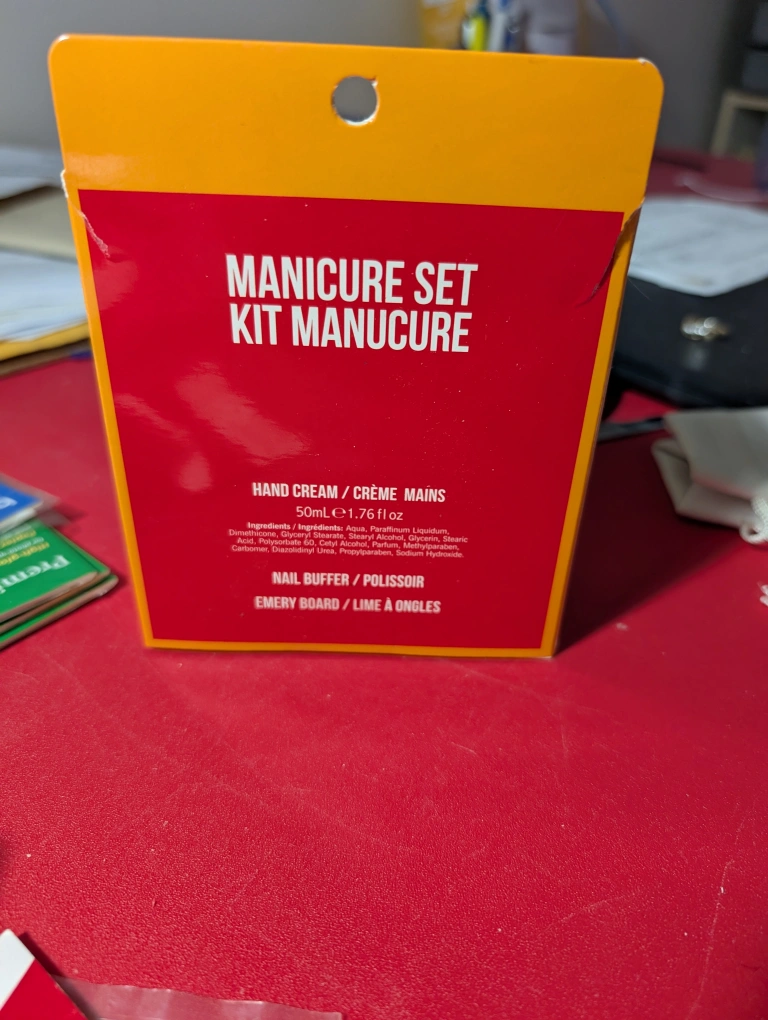 MANICURE SET
KIT MANUCURE
HAND CREAM / CRÈME MAINS
50mL℮1.76 fl oz
Ingredients / Ingrédients: Aqua, Paraffinum Liquidum,
Dimethicone, Glyceryl Stearate, Stearyl Alcohol, Glycerin, Stearic
Acid, Polysorbate 60, Cetyl Alcohol, Parfum, Methylparaben,
Carbomer, Diazolidinyl Urea, Propylparaben, Sodium Hydroxide.
NAIL BUFFER / POLISSOIR
EMERY BOARD / LIME À ONGLES
Premi